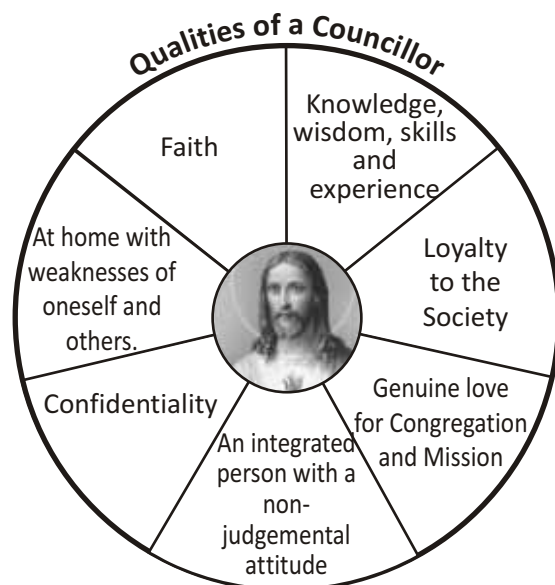 Qualities of a Councillor
Faith
Knowledge,
wisdom, skills
and
experience
Loyalty
to the
Society
Genuine love
for Congregation
and Mission
An integrated
person with a
non-
judgemental
attitude
Confidentiality
At home with
weaknesses of
oneself and
others.